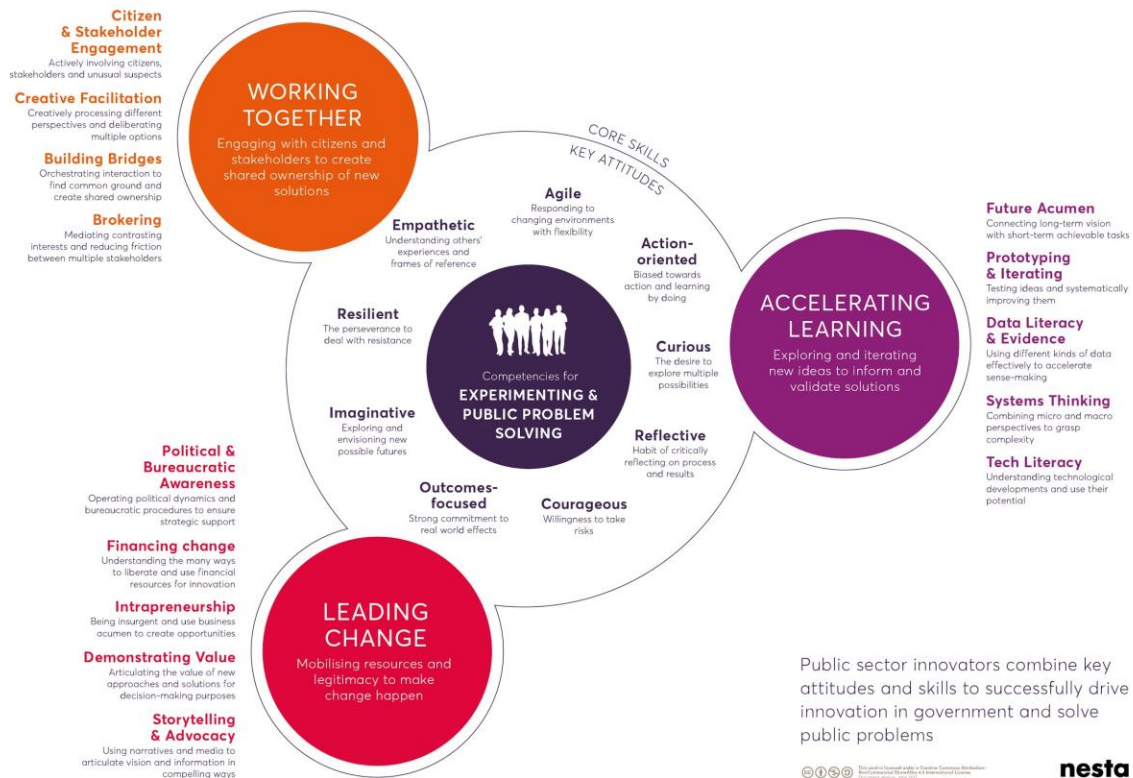 Citizen
& Stakeholder
Engagement
Actively involving citizens,
stakeholders and unusual suspects
Creative Facilitation
Creatively processing different
perspectives and deliberating
multiple options
Building Bridges
Orchestrating interaction to
find common ground and
create shared ownership
Brokering
Mediating contrasting
interests and reducing friction
between multiple stakeholders
WORKING
TOGETHER
Engaging with citizens and
stakeholders to create
shared ownership of new
solutions
CORE SKILLS
KEY ATTITUDES
Agile
Responding to
changing environments
with flexibility
Empathetic
Understanding others'
experiences and
frames of reference
Action-
oriented
Biased towards
action and learning
by doing
Resilient
The perseverance to
deal with resistance
Curious
The desire to
explore multiple
possibilities
Imaginative
Exploring and
envisioning new
possible futures
Reflective
Habit of critically
reflecting on process
and results
Outcomes-
focused
Strong commitment to
real world effects
Courageous
Willingness to take
risks
Competencies for
EXPERIMENTING &
PUBLIC PROBLEM
SOLVING
ACCELERATING
LEARNING
Exploring and iterating
new ideas to inform and
validate solutions
Future Acumen
Connecting long-term vision
with short-term achievable tasks
Prototyping
& Iterating
Testing ideas and systematically
improving them
Data Literacy
& Evidence
Using different kinds of data
effectively to accelerate
sense-making
Systems Thinking
Combining micro and macro
perspectives to grasp
complexity
Tech Literacy
Understanding technological
developments and use their
potential
Political &
Bureaucratic
Awareness
Operating political dynamics and
bureaucratic procedures to ensure
strategic support
Financing change
Understanding the many ways
to liberate and use financial
resources for innovation
Intrapreneurship
Being insurgent and use business
acumen to create opportunities
Demonstrating Value
Articulating the value of new
approaches and solutions for
decision-making purposes
Storytelling
& Advocacy
Using narratives and media to
articulate vision and information in
compelling ways
LEADING
CHANGE
Mobilising resources and
legitimacy to make
change happen
Public sector innovators combine key
attitudes and skills to successfully drive
innovation in government and solve
public problems
This work is licensed under a Creative Commons Attribution-
NonCommercial-ShareAlike 4.0 International License.
nesta